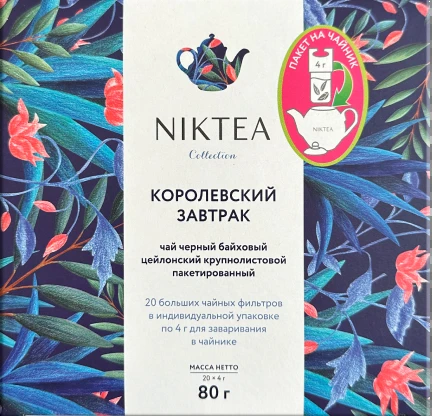 ПАКЕТ НА ЧАЙНИК
4 г
NIKTEA
NIKTEA
Collection
КОРОЛЕВСКИЙ
ЗАВТРАК
чай черный байховый
цейлонский крупнолистовой
пакетированный
20 больших чайных фильтров
в индивидуальной упаковке
по 4 г для заваривания
в чайнике
МАССА НЕТТО
20 × 4 г
80 г